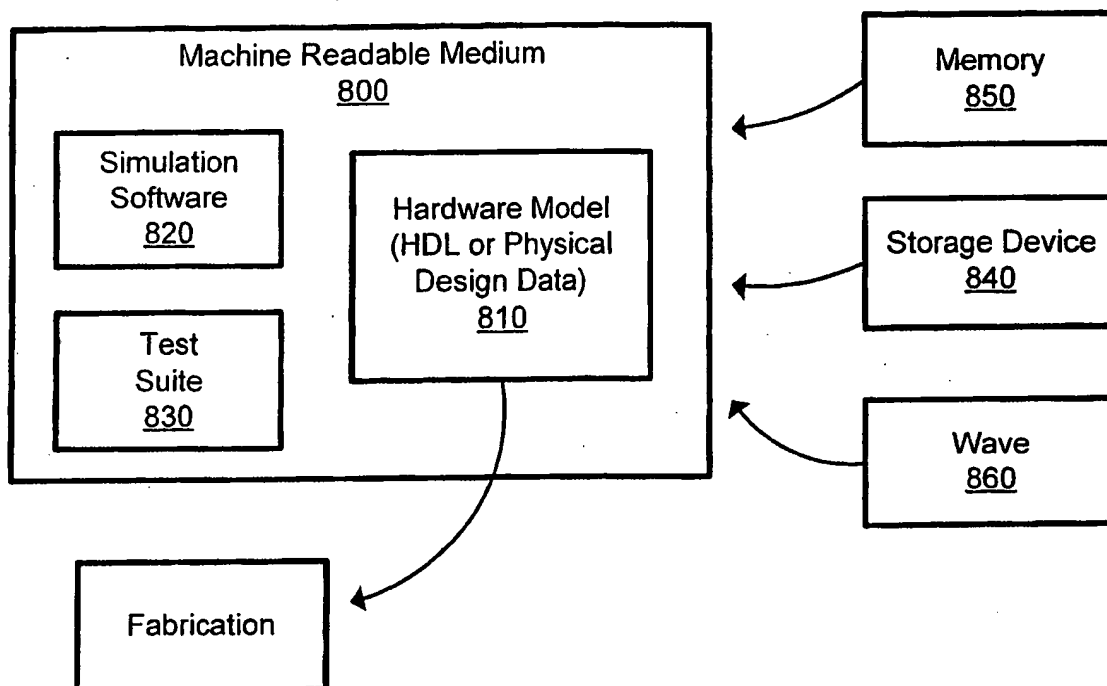 Machine Readable Medium
800
Simulation
Software
820
Hardware Model
(HDL or Physical
Design Data)
810
Test
Suite
830
Memory
850
Storage Device
840
Wave
860
Fabrication